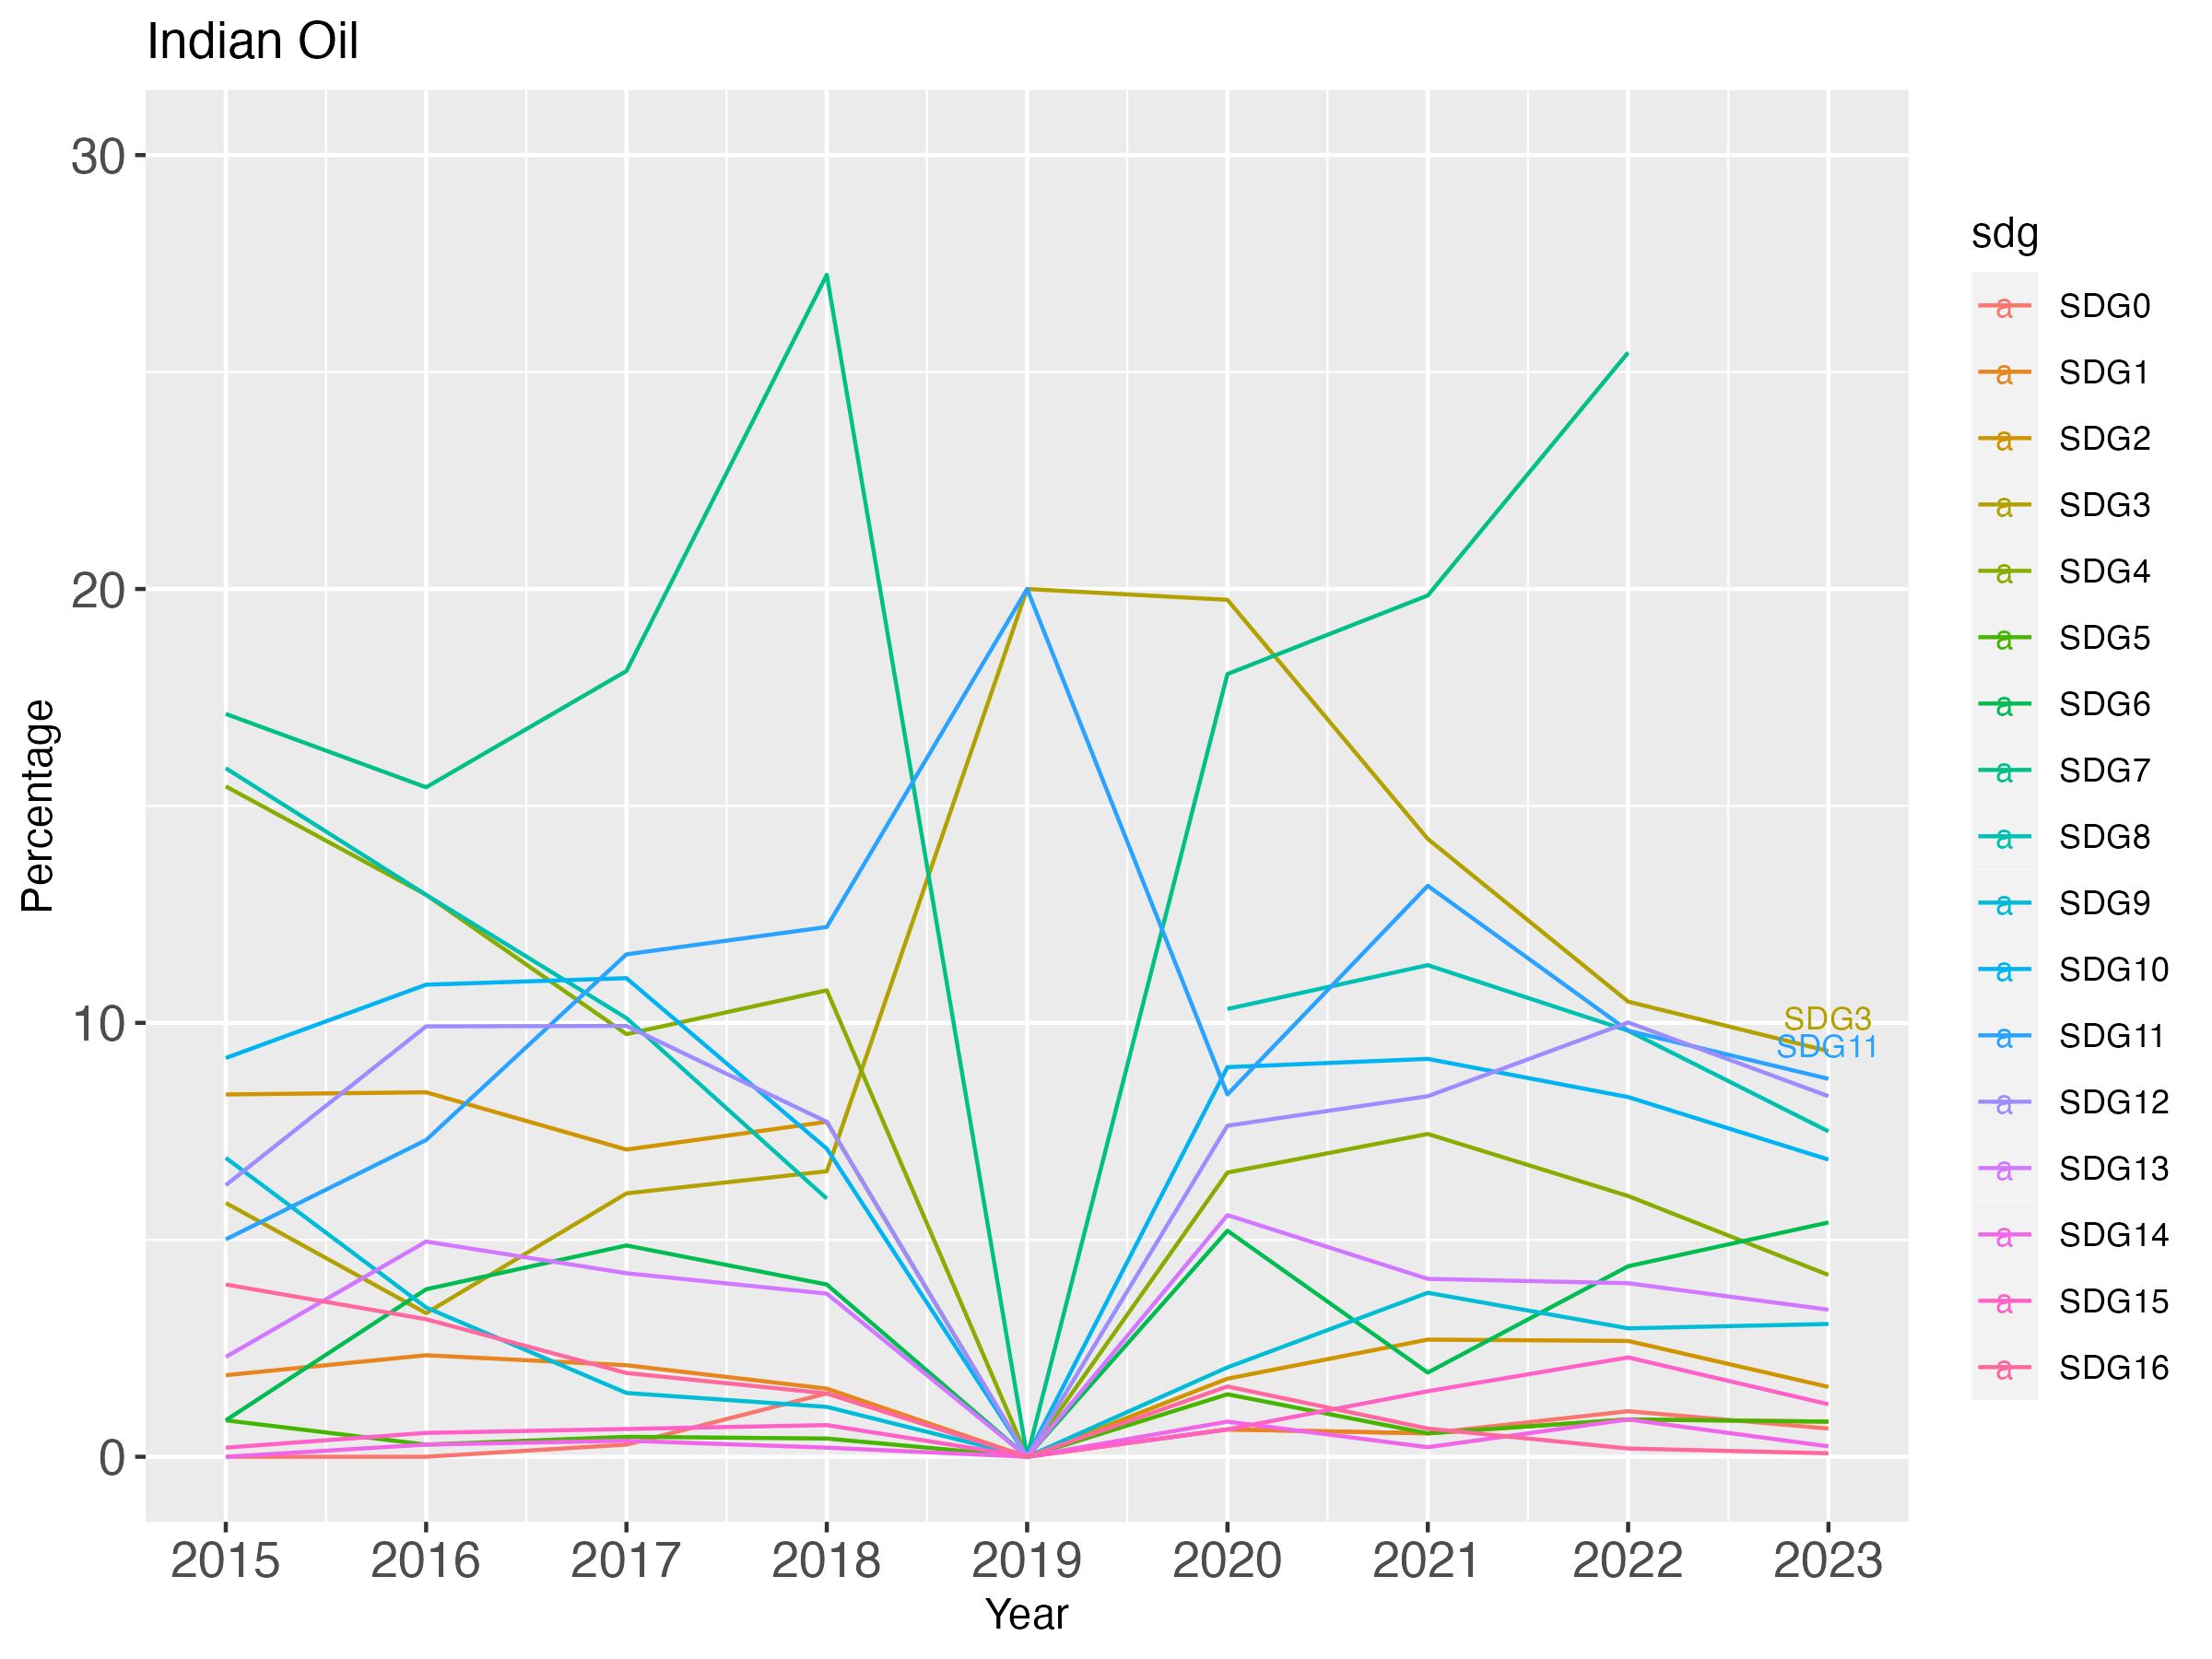 Indian Oil
30
20
10
0
Percentage
2015 2016 2017 2018 2019 2020 2021 2022 2023
Year
SDG3
SDG11
sdg
a SDG0
a SDG1
a SDG2
a SDG3
a SDG4
a SDG5
a SDG6
a SDG7
a SDG8
a SDG9
a SDG10
a SDG11
a SDG12
a SDG13
a SDG14
a SDG15
a SDG16